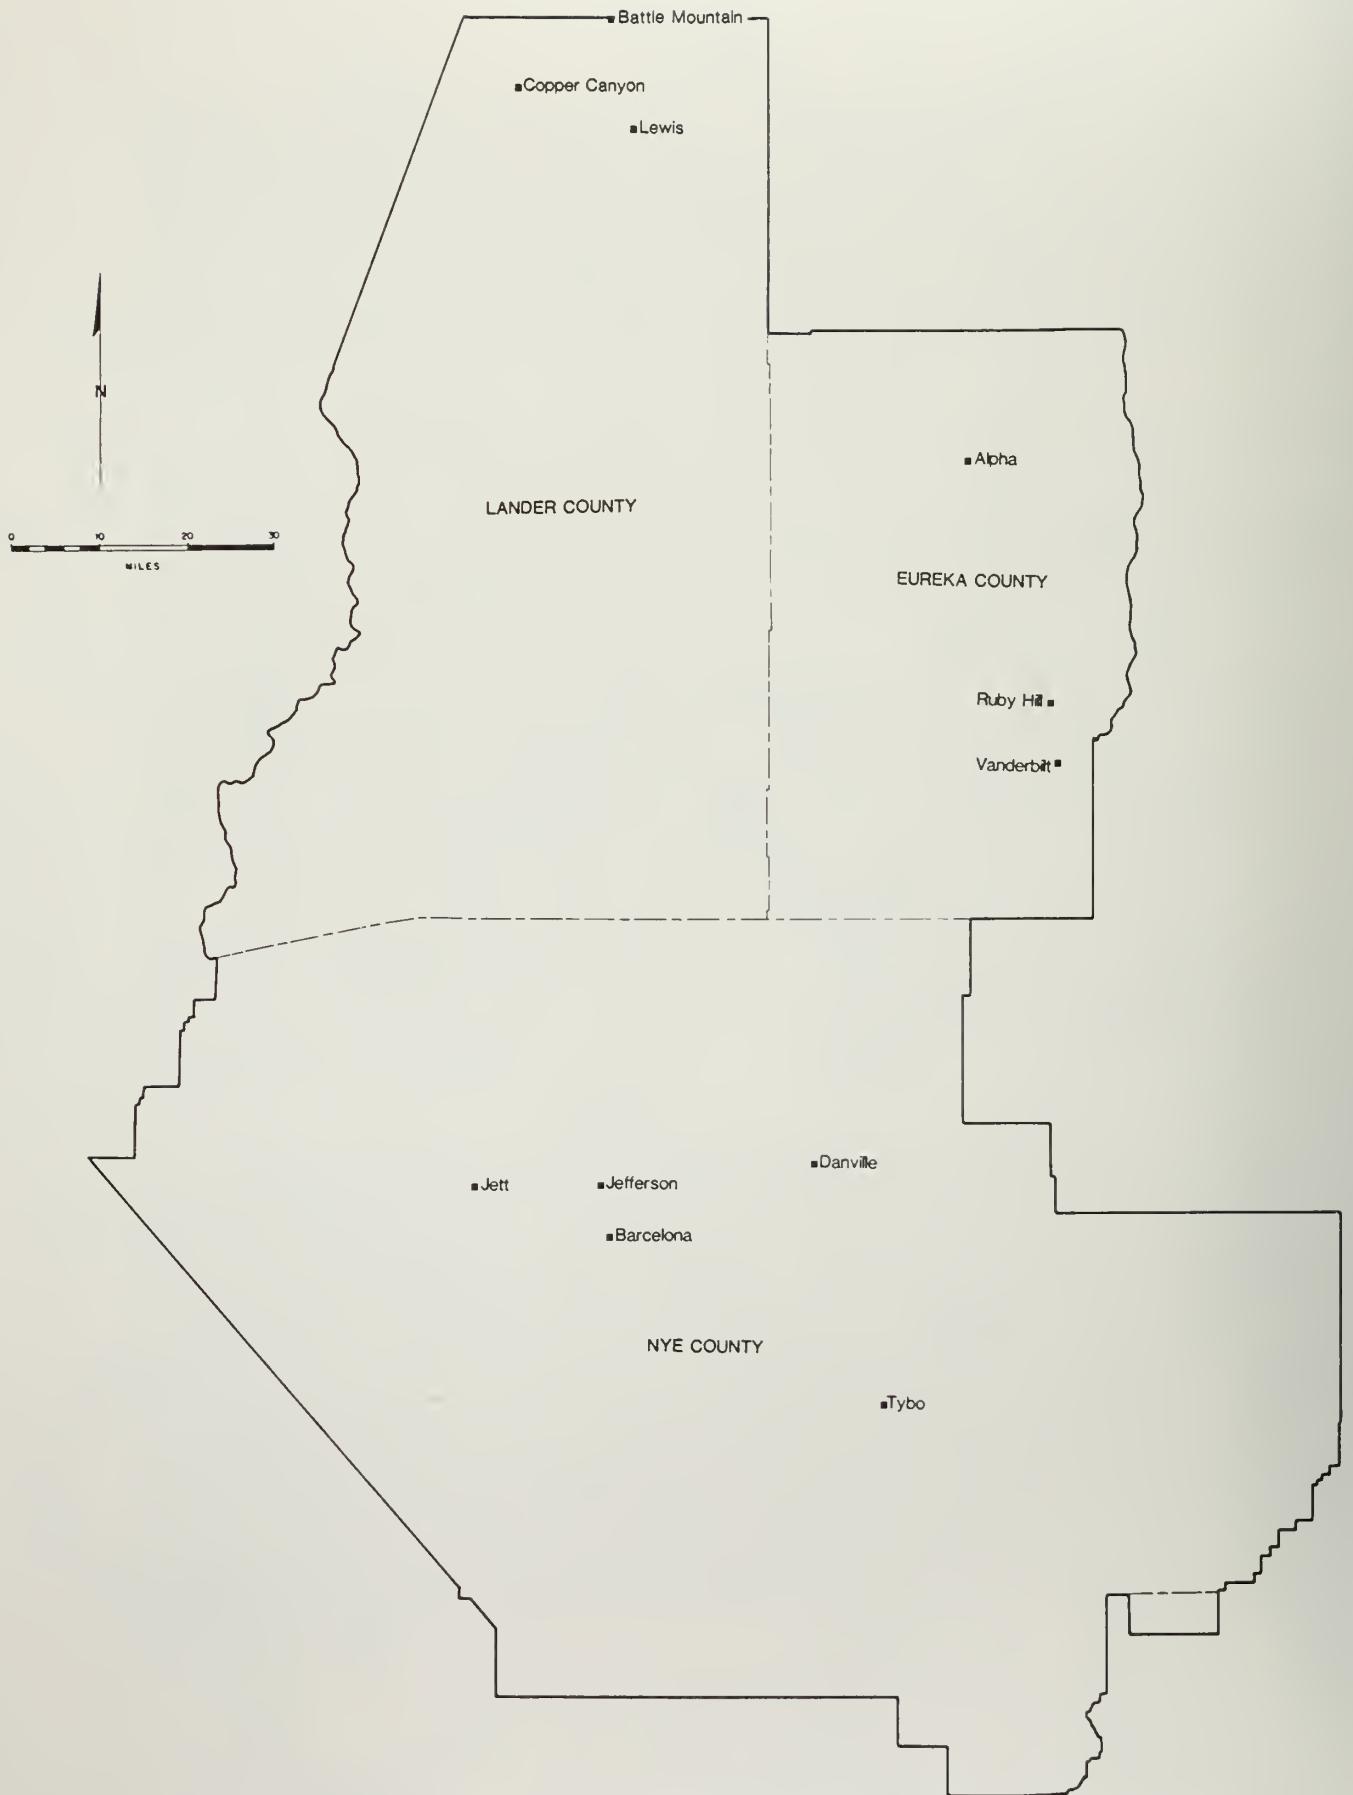 Battle Mountain
Copper Canyon
Lewis
N
Alpha
LANDER COUNTY
0 10 20 30
MILES
EUREKA COUNTY
Ruby Hill
Vanderbilt
Danville
Jett
Jefferson
Barcelona
NYE COUNTY
Tybo